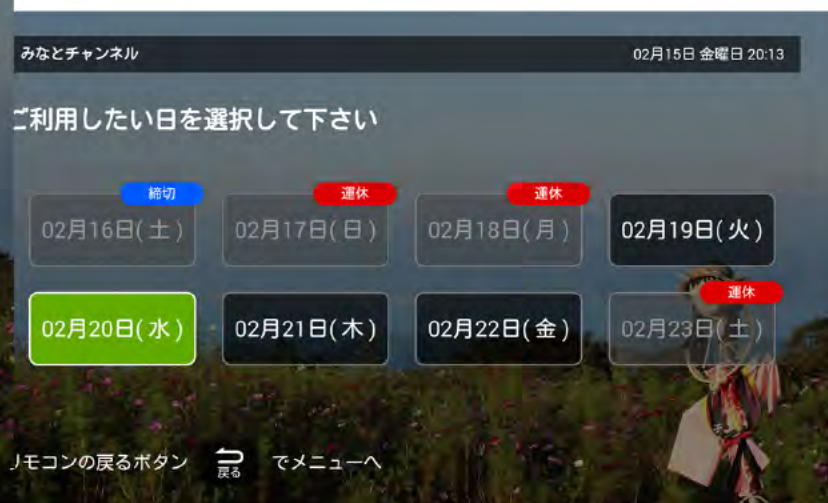 みなとチャンネル 02月15日 金曜日 20:13
ご利用したい日を選択して下さい
締切 運休 運休
02月16日(土) 02月17日(日) 02月18日(月) 02月19日(火)
運休
02月20日(水) 02月21日(木) 02月22日(金) 02月23日(土)
リモコンの戻るボタン 戻る でメニューへ